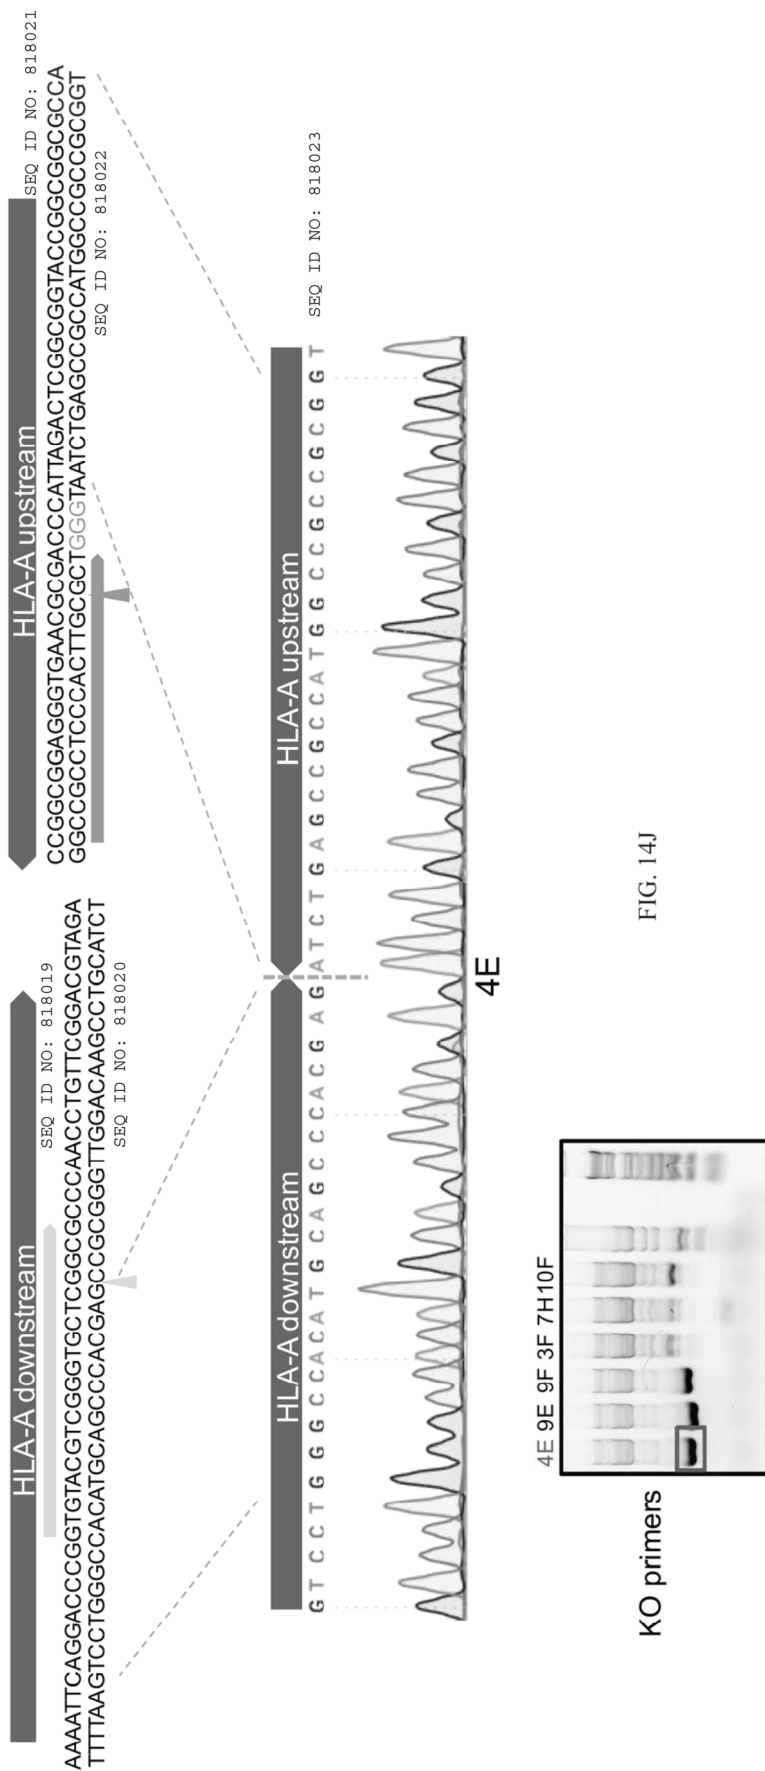 HLA-A downstream
SEQ ID NO: 818019
AAAATTCAGGACCCGGTGTACGTCGGGTGCTCGGCGCCCAACCTGTTCGGACGTAGA
TTTTAAGTCCTGGGCCACATGCAGCCCACGAGCCGCGGGTTGGACAAGCCTGCATCT
SEQ ID NO: 818020
HLA-A upstream
SEQ ID NO: 818021
CCGGCGGAGGGTGAACGCGACCCATTAGACTCGGCGGTACCGGCGGCGCCA
GGCCGCCTCCCACTTGCGCTGGGTAATCTGAGCCGCCATGGCCGCCGCGGT
SEQ ID NO: 818022
HLA-A downstream HLA-A upstream
GTCCTGGGCCACATGCAGCCCACGAGATCTGAGCCGCCATGGCCGCCGCGGT
SEQ ID NO: 818023
4E
4E 9E 9F 3F 7H10F
KO primers
FIG. 14J